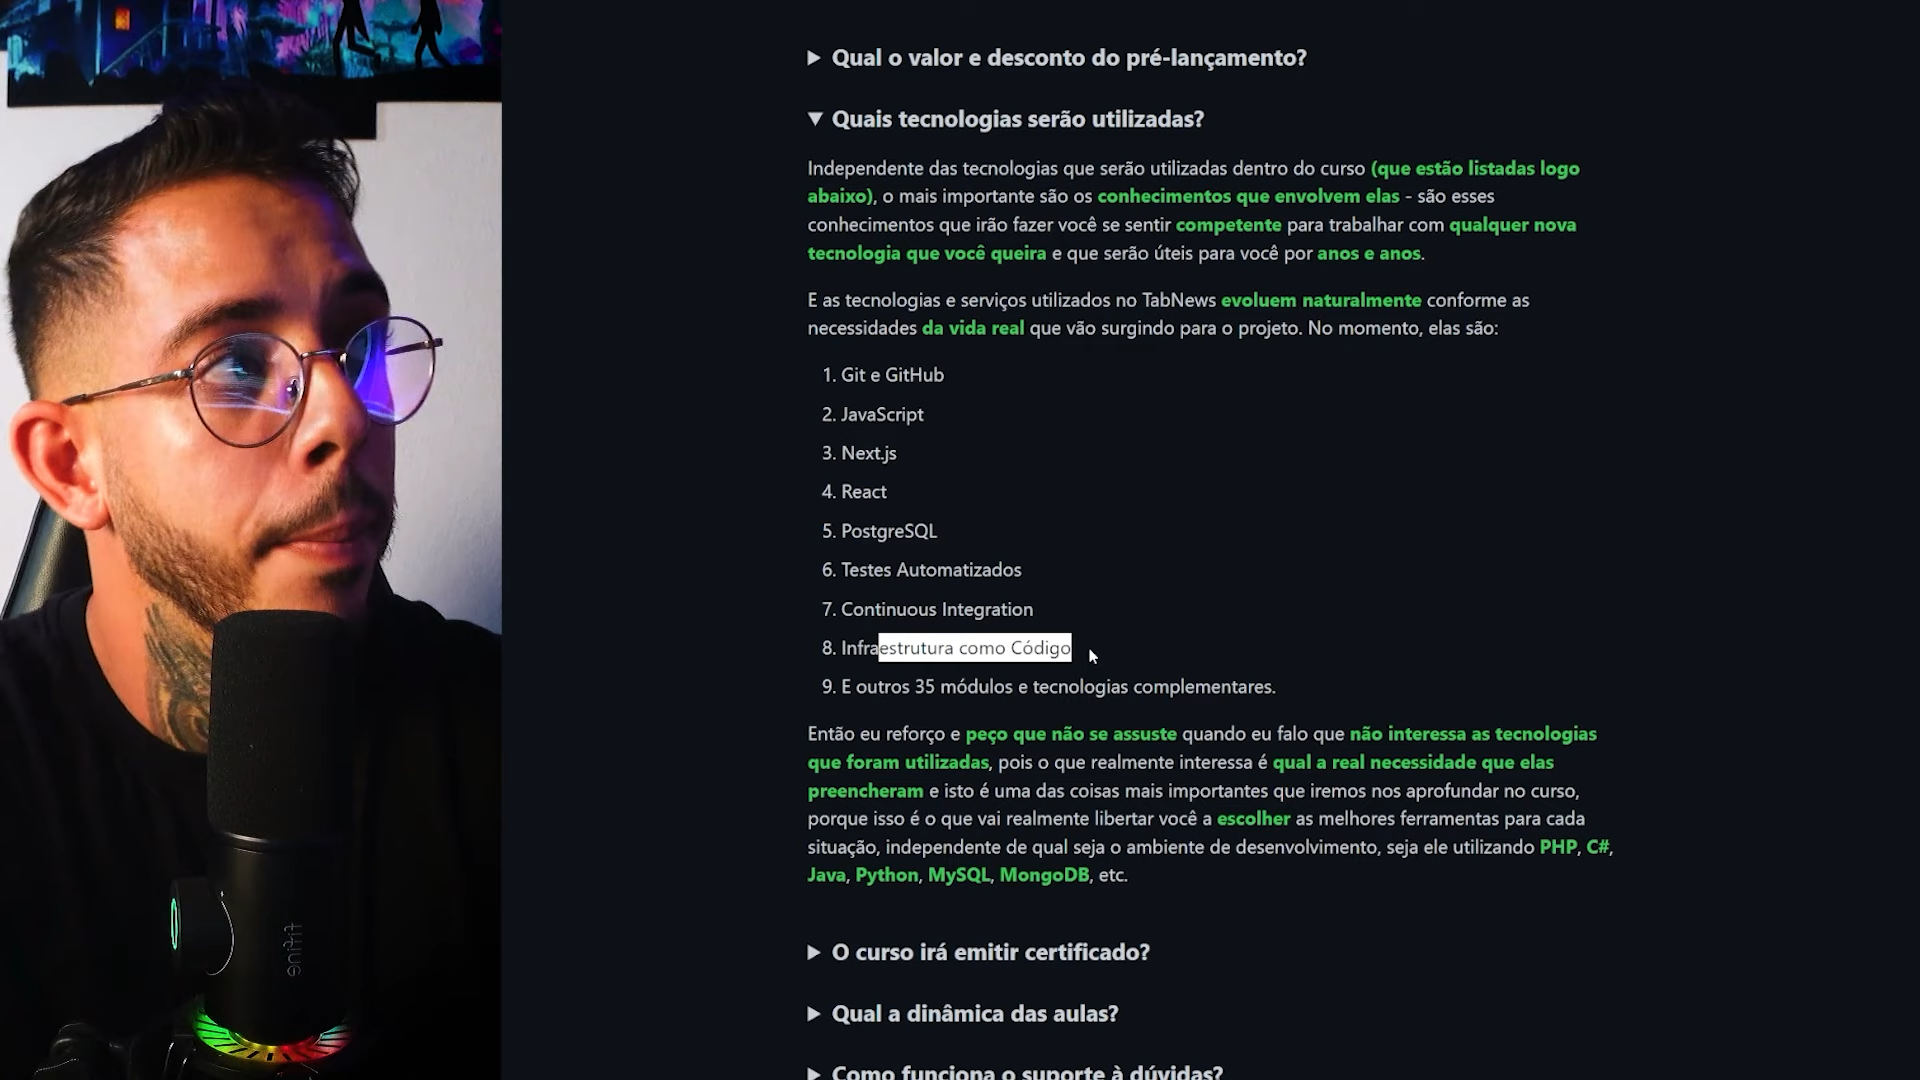 ▶ Qual o valor e desconto do pré-lançamento?
▼ Quais tecnologias serão utilizadas?
Independente das tecnologias que serão utilizadas dentro do curso (que estão listadas logo
abaixo), o mais importante são os conhecimentos que envolvem elas - são esses
conhecimentos que irão fazer você se sentir competente para trabalhar com qualquer nova
tecnologia que você queira e que serão úteis para você por anos e anos.
E as tecnologias e serviços utilizados no TabNews evoluem naturalmente conforme as
necessidades da vida real que vão surgindo para o projeto. No momento, elas são:
1. Git e GitHub
2. JavaScript
3. Next.js
4. React
5. PostgreSQL
6. Testes Automatizados
7. Continuous Integration
8. Infraestrutura como Código
9. E outros 35 módulos e tecnologias complementares.
Então eu reforço e peço que não se assuste quando eu falo que não interessa as tecnologias
que foram utilizadas, pois o que realmente interessa é qual a real necessidade que elas
preencheram e isto é uma das coisas mais importantes que iremos nos aprofundar no curso,
porque isso é o que vai realmente libertar você a escolher as melhores ferramentas para cada
situação, independente de qual seja o ambiente de desenvolvimento, seja ele utilizando PHP, C#,
Java, Python, MySQL, MongoDB, etc.
▶ O curso irá emitir certificado?
▶ Qual a dinâmica das aulas?
▶ Como funciona o suporte à dúvidas?
fifine